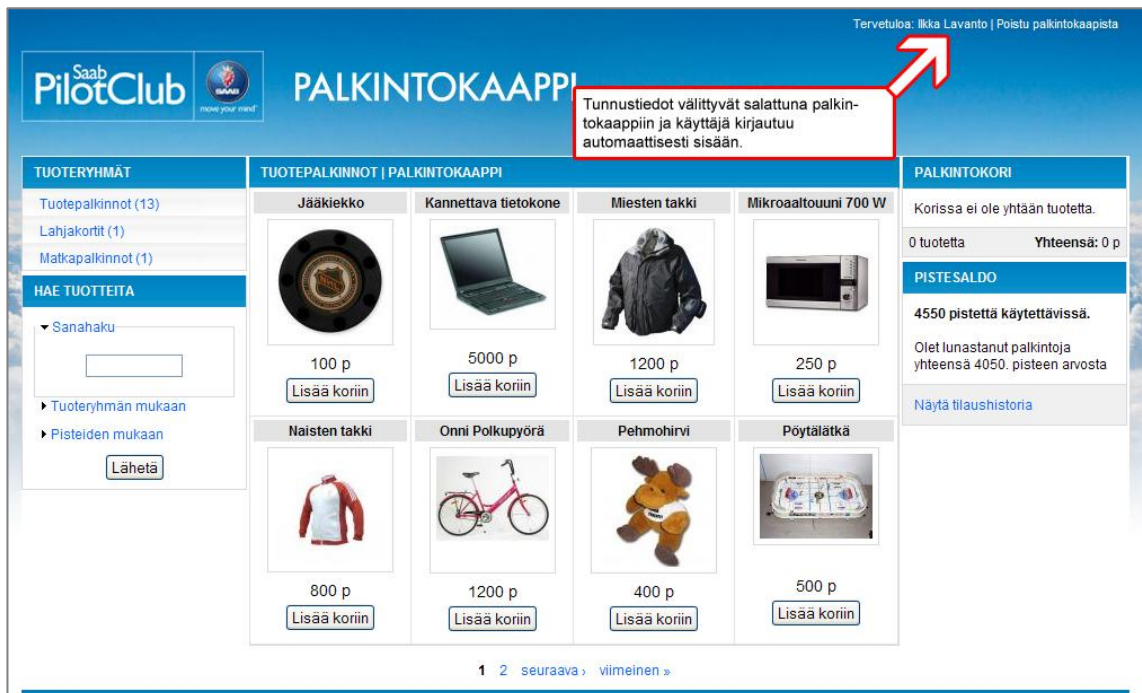 Tervetuloa: Ilkka Lavanto | Poistu palkintokaapista
Saab
PilotClub
SAAB
move your mind™
PALKINTOKAAPPI
Tunnustiedot välittyvät salattuna palkin-
tokaappiin ja käyttäjä kirjautuu
automaattisesti sisään.
TUOTERYHMÄT
Tuotepalkinnot (13)
Lahjakortit (1)
Matkapalkinnot (1)
HAE TUOTTEITA
Sanahaku
Tuoteryhmän mukaan
Pisteiden mukaan
Lähetä
TUOTEPALKINNOT | PALKINTOKAAPPI
Jääkiekko
Kannettava tietokone
Miesten takki
Mikroaaltouuni 700 W
100 p
5000 p
1200 p
250 p
Lisää koriin
Lisää koriin
Lisää koriin
Lisää koriin
Naisten takki
Onni Polkupyörä
Pehmohirvi
Pöytälätkä
800 p
1200 p
400 p
500 p
Lisää koriin
Lisää koriin
Lisää koriin
Lisää koriin
1 2 seuraava › viimeinen »
PALKINTOKORI
Korissa ei ole yhtään tuotetta.
0 tuotetta Yhteensä: 0 p
PISTESALDO
4550 pistettä käytettävissä.
Olet lunastanut palkintoja
yhteensä 4050. pisteen arvosta
Näytä tilaushistoria